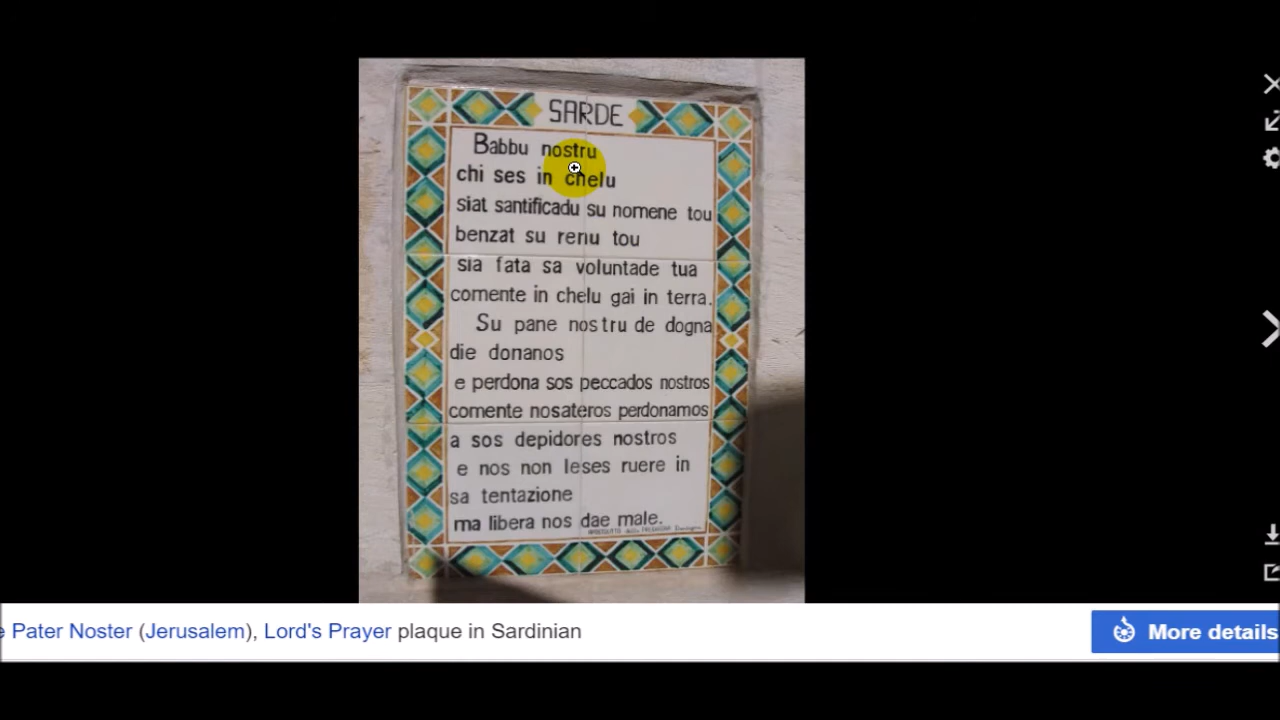 SARDE
Babbu nostru
chi ses in chelu
siat santificadu su nomene tou
benzat su renu tou
sia fata sa voluntade tua
comente in chelu gai in terra.
Su pane nostru de dogna
die donanos
e perdona sos peccados nostros
comente nosateros perdonamos
a sos depidores nostros
e nos non leses ruere in
sa tentazione
ma libera nos dae male.
Pater Noster (Jerusalem), Lord's Prayer plaque in Sardinian
More details